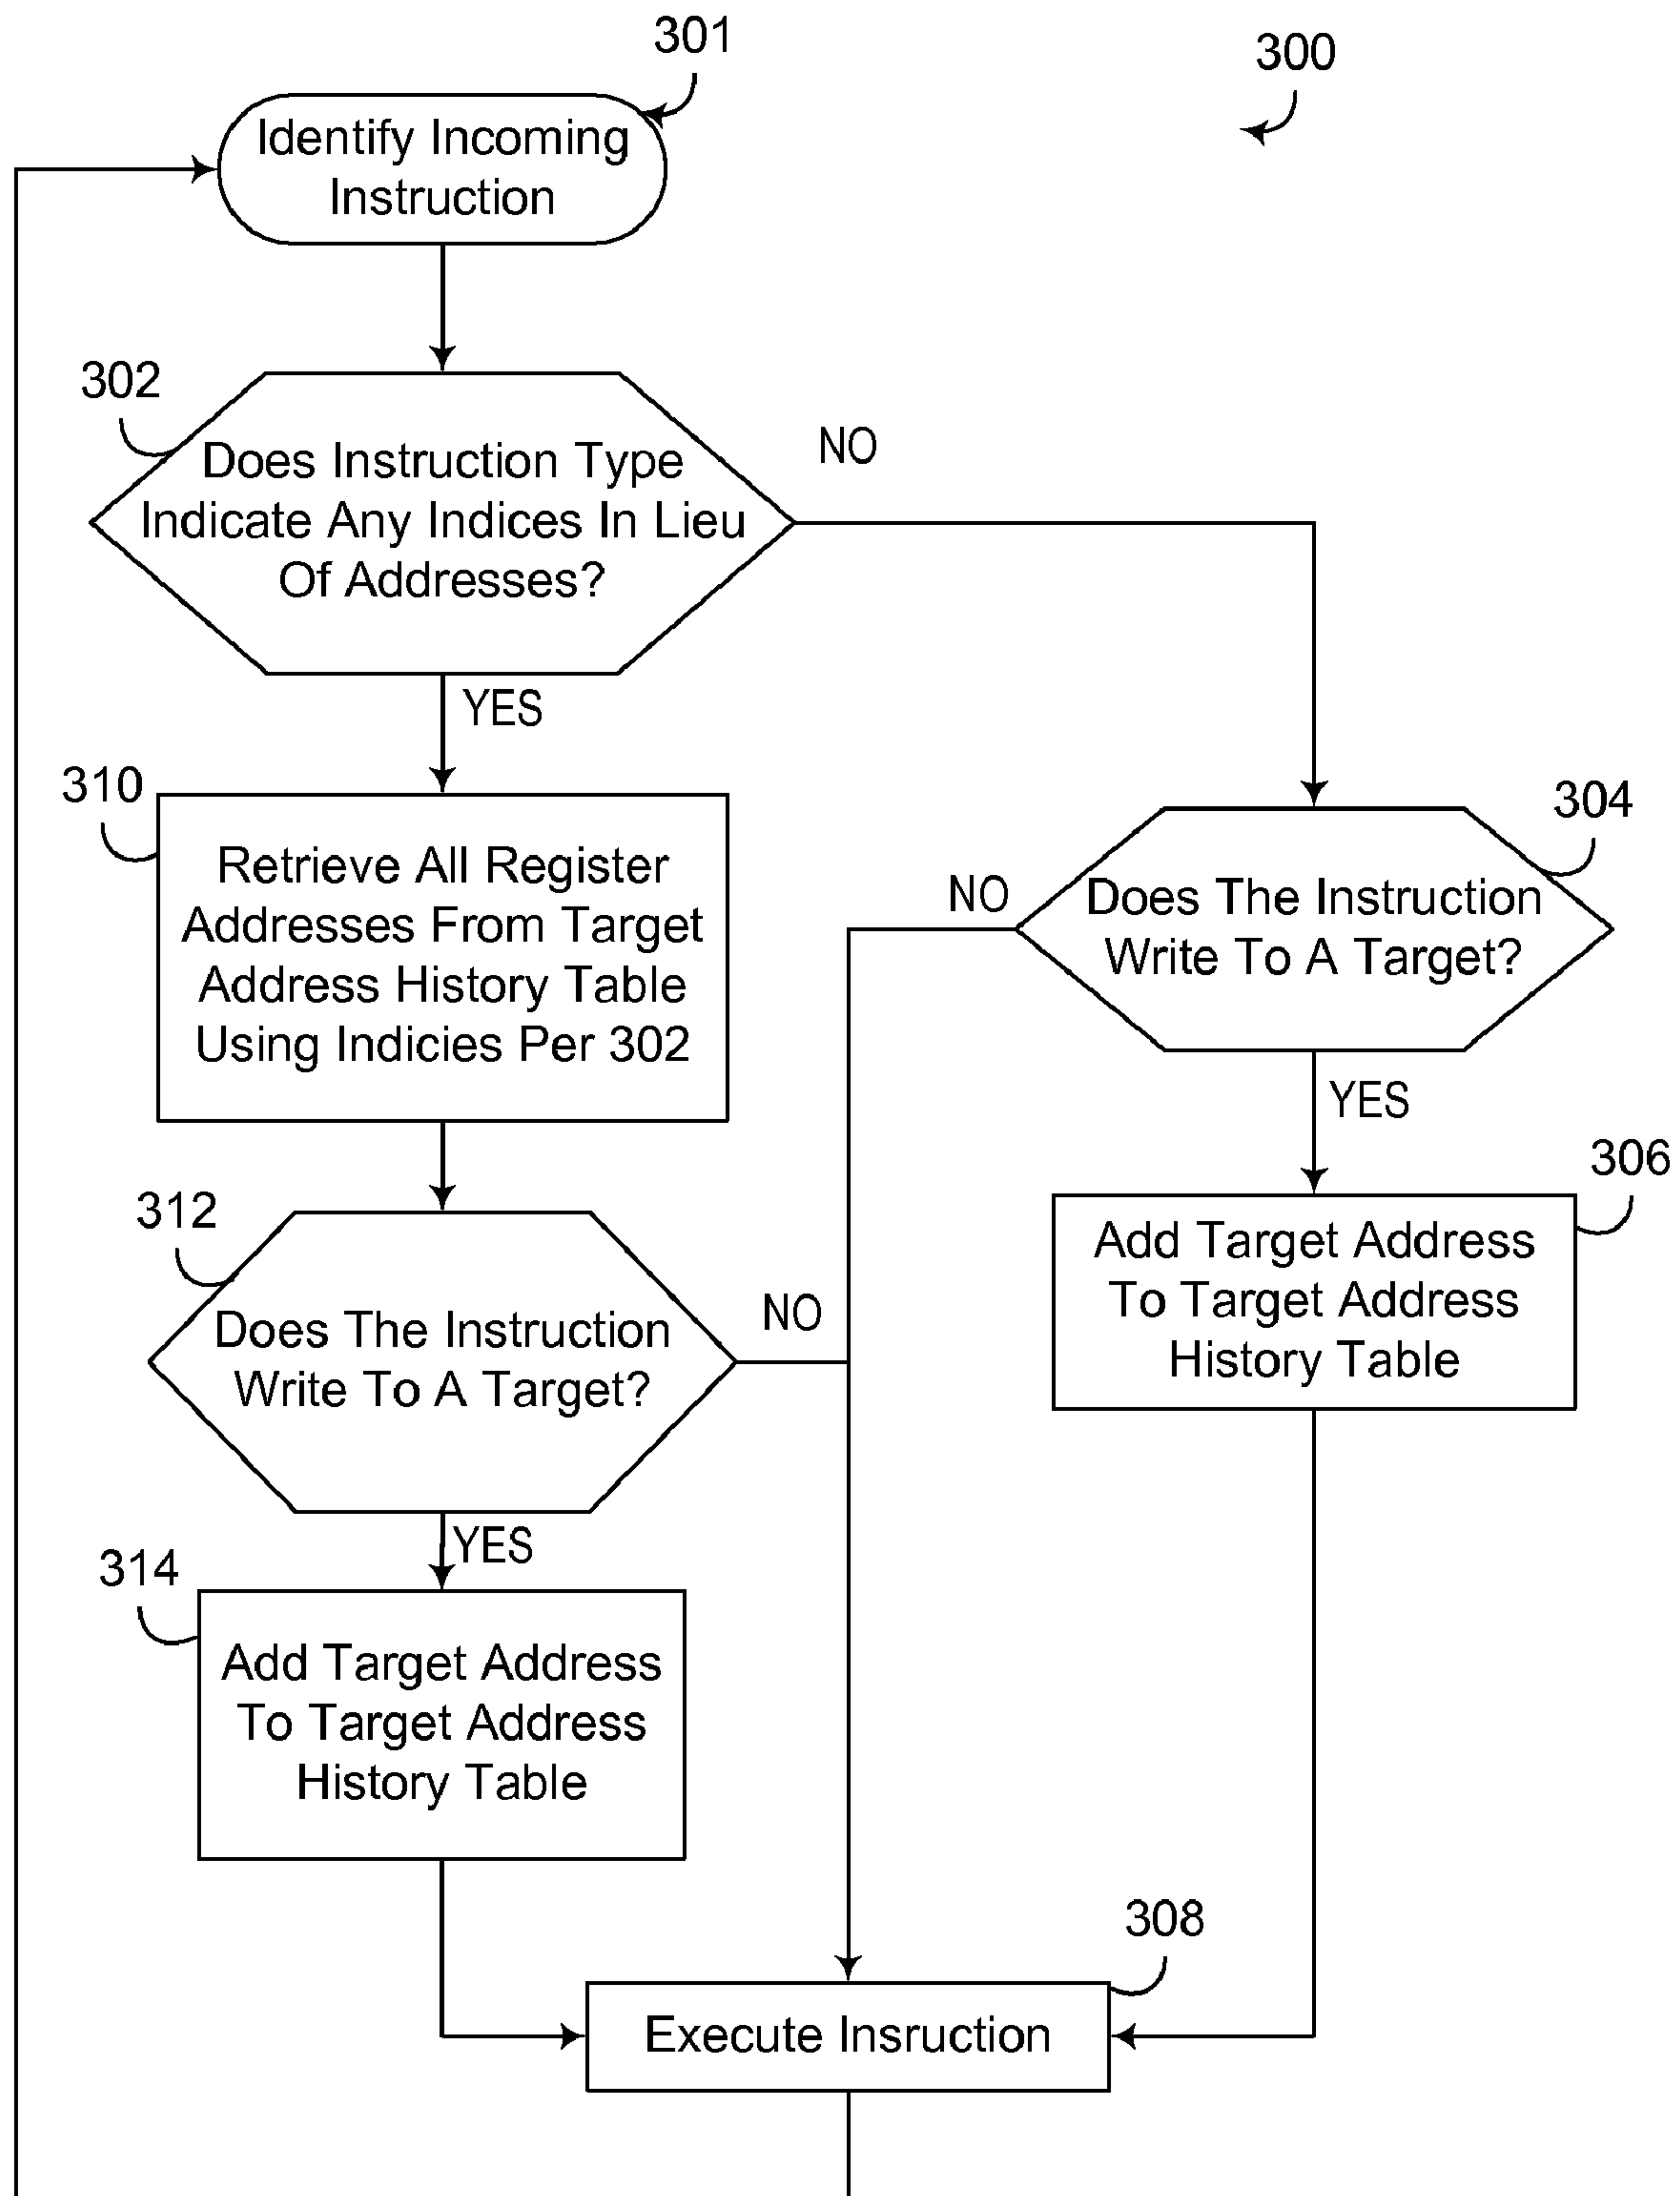 301
300
Identify Incoming
Instruction
302
NO
Does Instruction Type
Indicate Any Indices In Lieu
Of Addresses?
YES
310
304
Retrieve All Register
Addresses From Target
Address History Table
Using Indicies Per 302
NO
Does The Instruction
Write To A Target?
YES
306
312
Add Target Address
To Target Address
History Table
NO
Does The Instruction
Write To A Target?
YES
314
Add Target Address
To Target Address
History Table
308
Execute Insruction